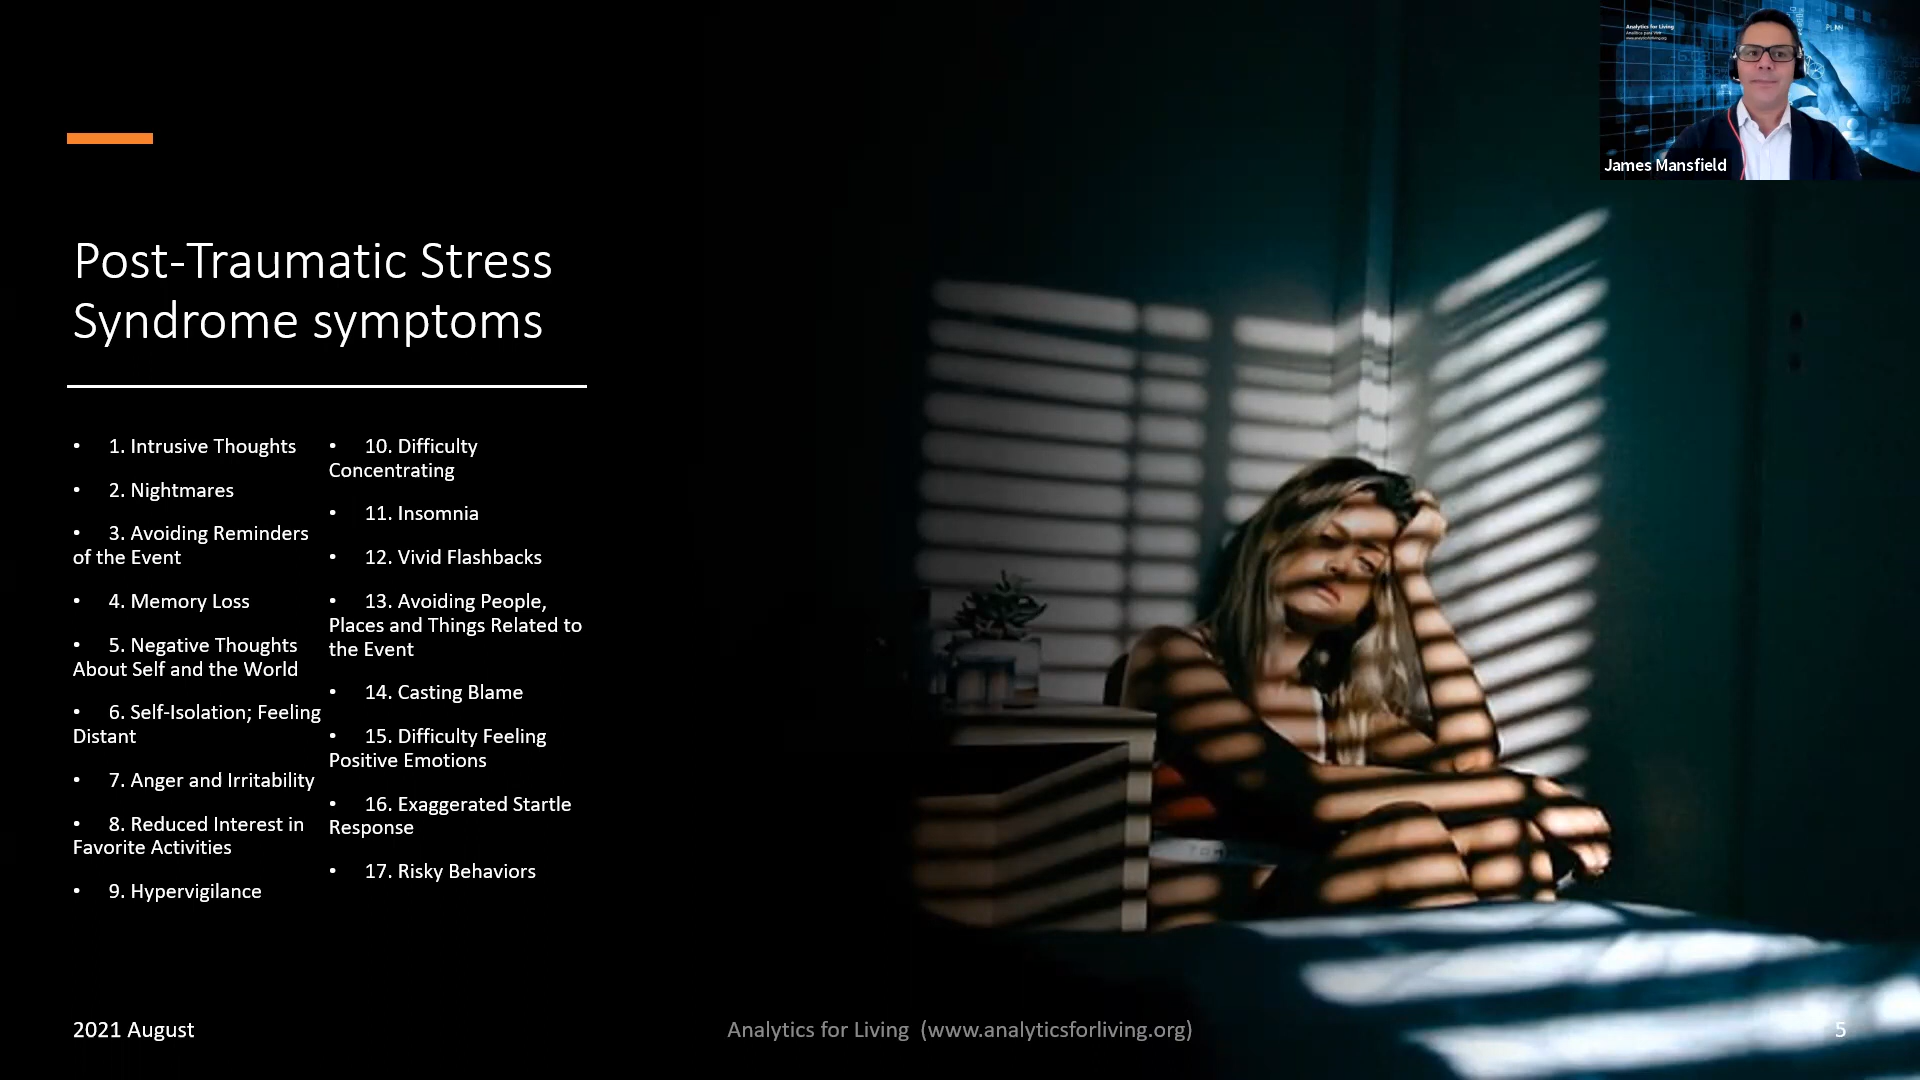 Post-Traumatic Stress
Syndrome symptoms
• 1. Intrusive Thoughts
• 2. Nightmares
• 3. Avoiding Reminders
of the Event
• 4. Memory Loss
• 5. Negative Thoughts
About Self and the World
• 6. Self-Isolation; Feeling
Distant
• 7. Anger and Irritability
• 8. Reduced Interest in
Favorite Activities
• 9. Hypervigilance
• 10. Difficulty
Concentrating
• 11. Insomnia
• 12. Vivid Flashbacks
• 13. Avoiding People,
Places and Things Related to
the Event
• 14. Casting Blame
• 15. Difficulty Feeling
Positive Emotions
• 16. Exaggerated Startle
Response
• 17. Risky Behaviors
Analytics for Living
James Mansfield
2021 August
Analytics for Living (www.analyticsforliving.org)
5